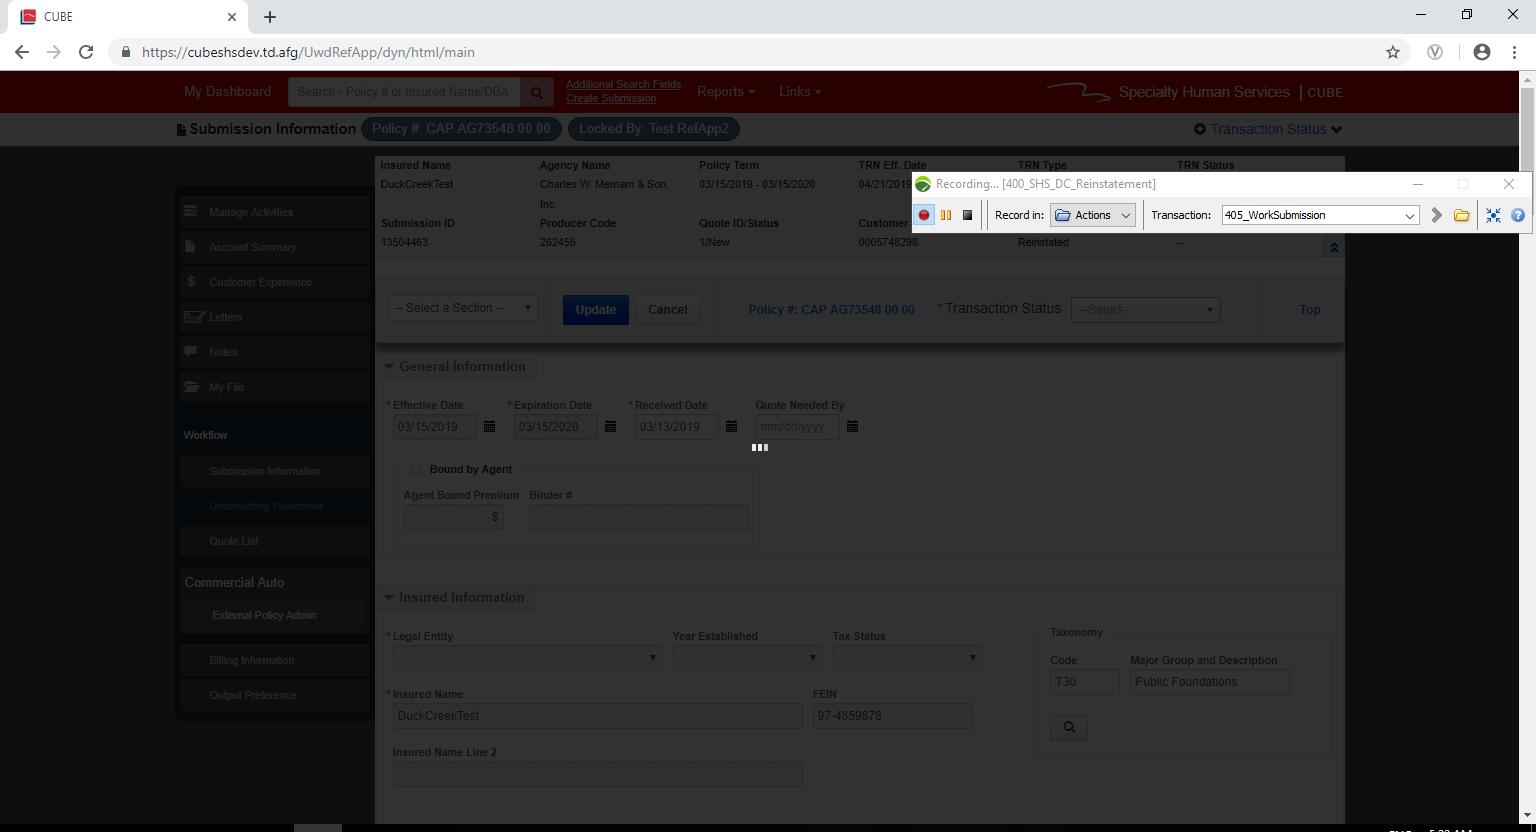 CUBE
https://cubeshsdev.td.afg/UwdRefApp/dyn/html/main
My Dashboard
Search - Policy # or Insured Name/DBA
Additional Search Fields
Create Submission
Reports
Links
Specialty Human Services | CUBE
Submission Information
Policy #: CAP AG73548 00 00
Locked By: Test RefApp2
Transaction Status
Insured Name Agency Name Policy Term TRN Eff. Date TRN Type TRN Status
DuckCreekTest Charles W. Merriam & Son, Inc. 03/15/2019 - 03/15/2020 04/21/2019
Recording... [400_SHS_DC_Reinstatement]
Record in: Actions Transaction: 405_WorkSubmission
Submission ID Producer Code Quote ID/Status Customer
13504463 262456 1/New 0005748298 Reinstated --
Manage Activities
Account Summary
Customer Experience
Letters
Notes
My File
Workflow
Submission Information
Underwriting Worksheet
Quote List
Commercial Auto
External Policy Admin
Billing Information
Output Preference
-- Select a Section --
Update
Cancel
Policy #: CAP AG73548 00 00
* Transaction Status
--Select--
Top
General Information
* Effective Date * Expiration Date * Received Date Quote Needed By
03/15/2019 03/15/2020 03/13/2019 mm/dd/yyyy
Bound by Agent
Agent Bound Premium Binder #
$
Insured Information
* Legal Entity Year Established Tax Status
Taxonomy
Code Major Group and Description
T30 Public Foundations
* Insured Name FEIN
DuckCreekTest 97-4659878
Insured Name Line 2